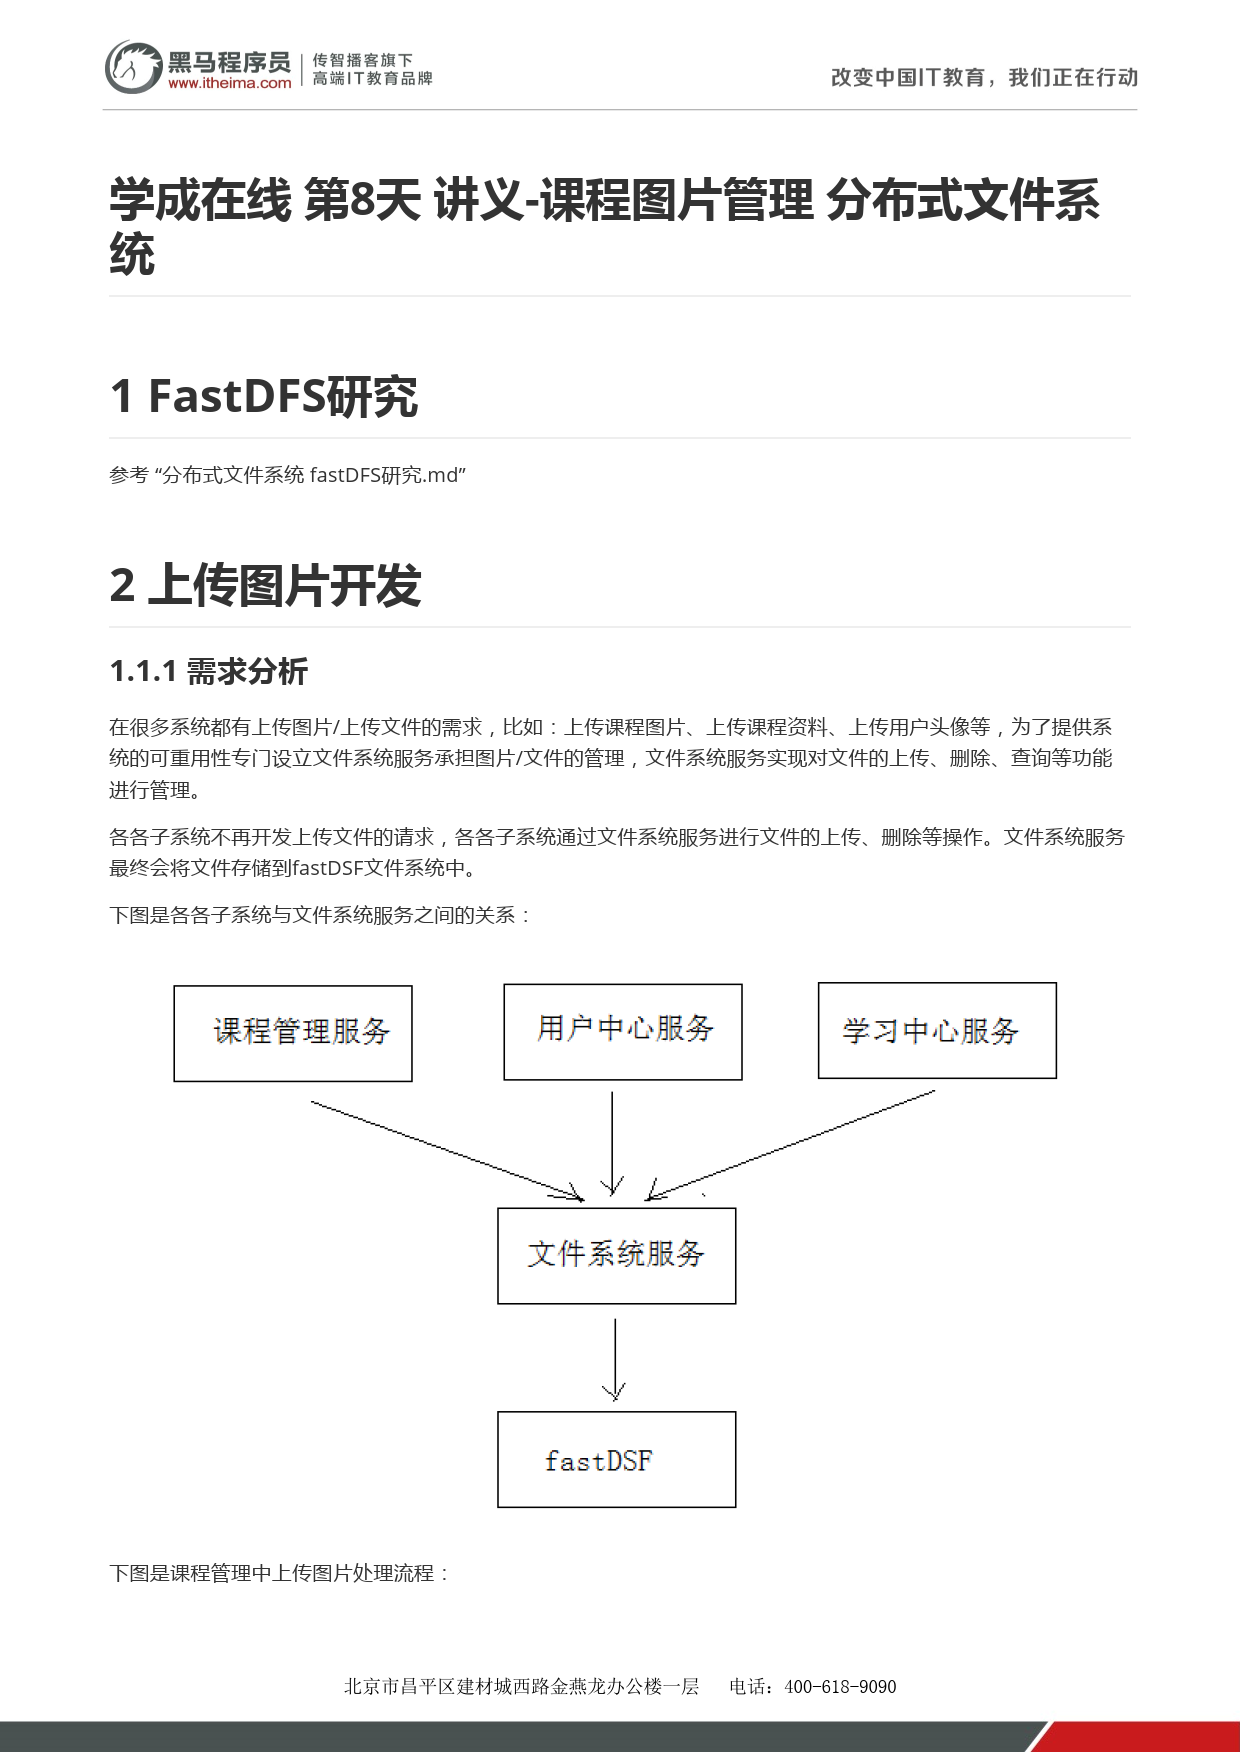 黑马程序员
www.itheima.com
传智播客旗下
高端IT教育品牌
改变中国IT教育，我们正在行动
学成在线 第8天 讲义-课程图片管理 分布式文件系
统
1 FastDFS研究
参考 “分布式文件系统 fastDFS研究.md”
2 上传图片开发
1.1.1 需求分析
在很多系统都有上传图片/上传文件的需求，比如：上传课程图片、上传课程资料、上传用户头像等，为了提供系
统的可重用性专门设立文件系统服务承担图片/文件的管理，文件系统服务实现对文件的上传、删除、查询等功能
进行管理。
各各子系统不再开发上传文件的请求，各各子系统通过文件系统服务进行文件的上传、删除等操作。文件系统服务
最终会将文件存储到fastDSF文件系统中。
下图是各各子系统与文件系统服务之间的关系：
课程管理服务
用户中心服务
学习中心服务
文件系统服务
fastDSF
下图是课程管理中上传图片处理流程：
北京市昌平区建材城西路金燕龙办公楼一层 电话：400-618-9090